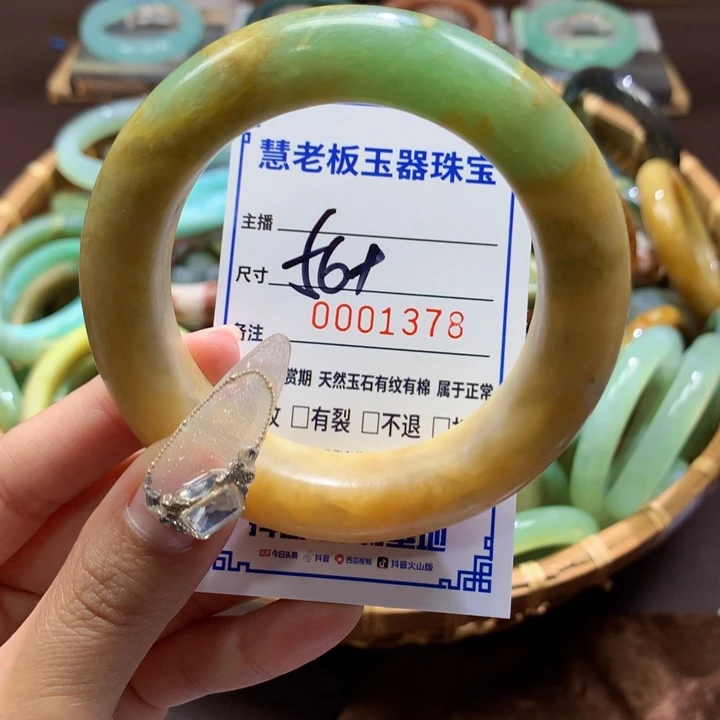 慧老板玉器珠宝
主播
尺寸 f61
0001378
备注
赏期 天然玉石有纹有棉 属于正常
□有裂 □不退
今日头条 抖音 西瓜视频 抖音火山版